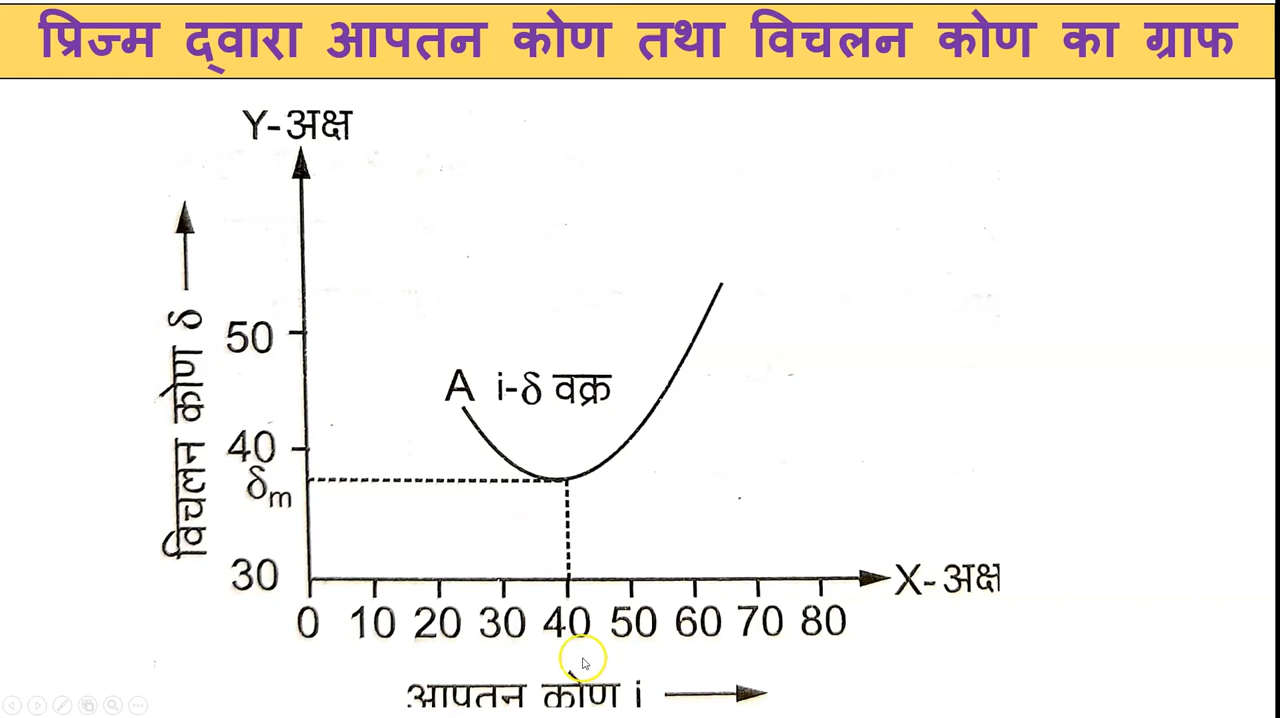 प्रिज्म द्वारा आपतन कोण तथा विचलन कोण का ग्राफ
Y-अक्ष
विचलन कोण δ
50
A i-δ वक्र
40
δm
30
X-अक्ष
0 10 20 30 40 50 60 70 80
आपतन कोण i